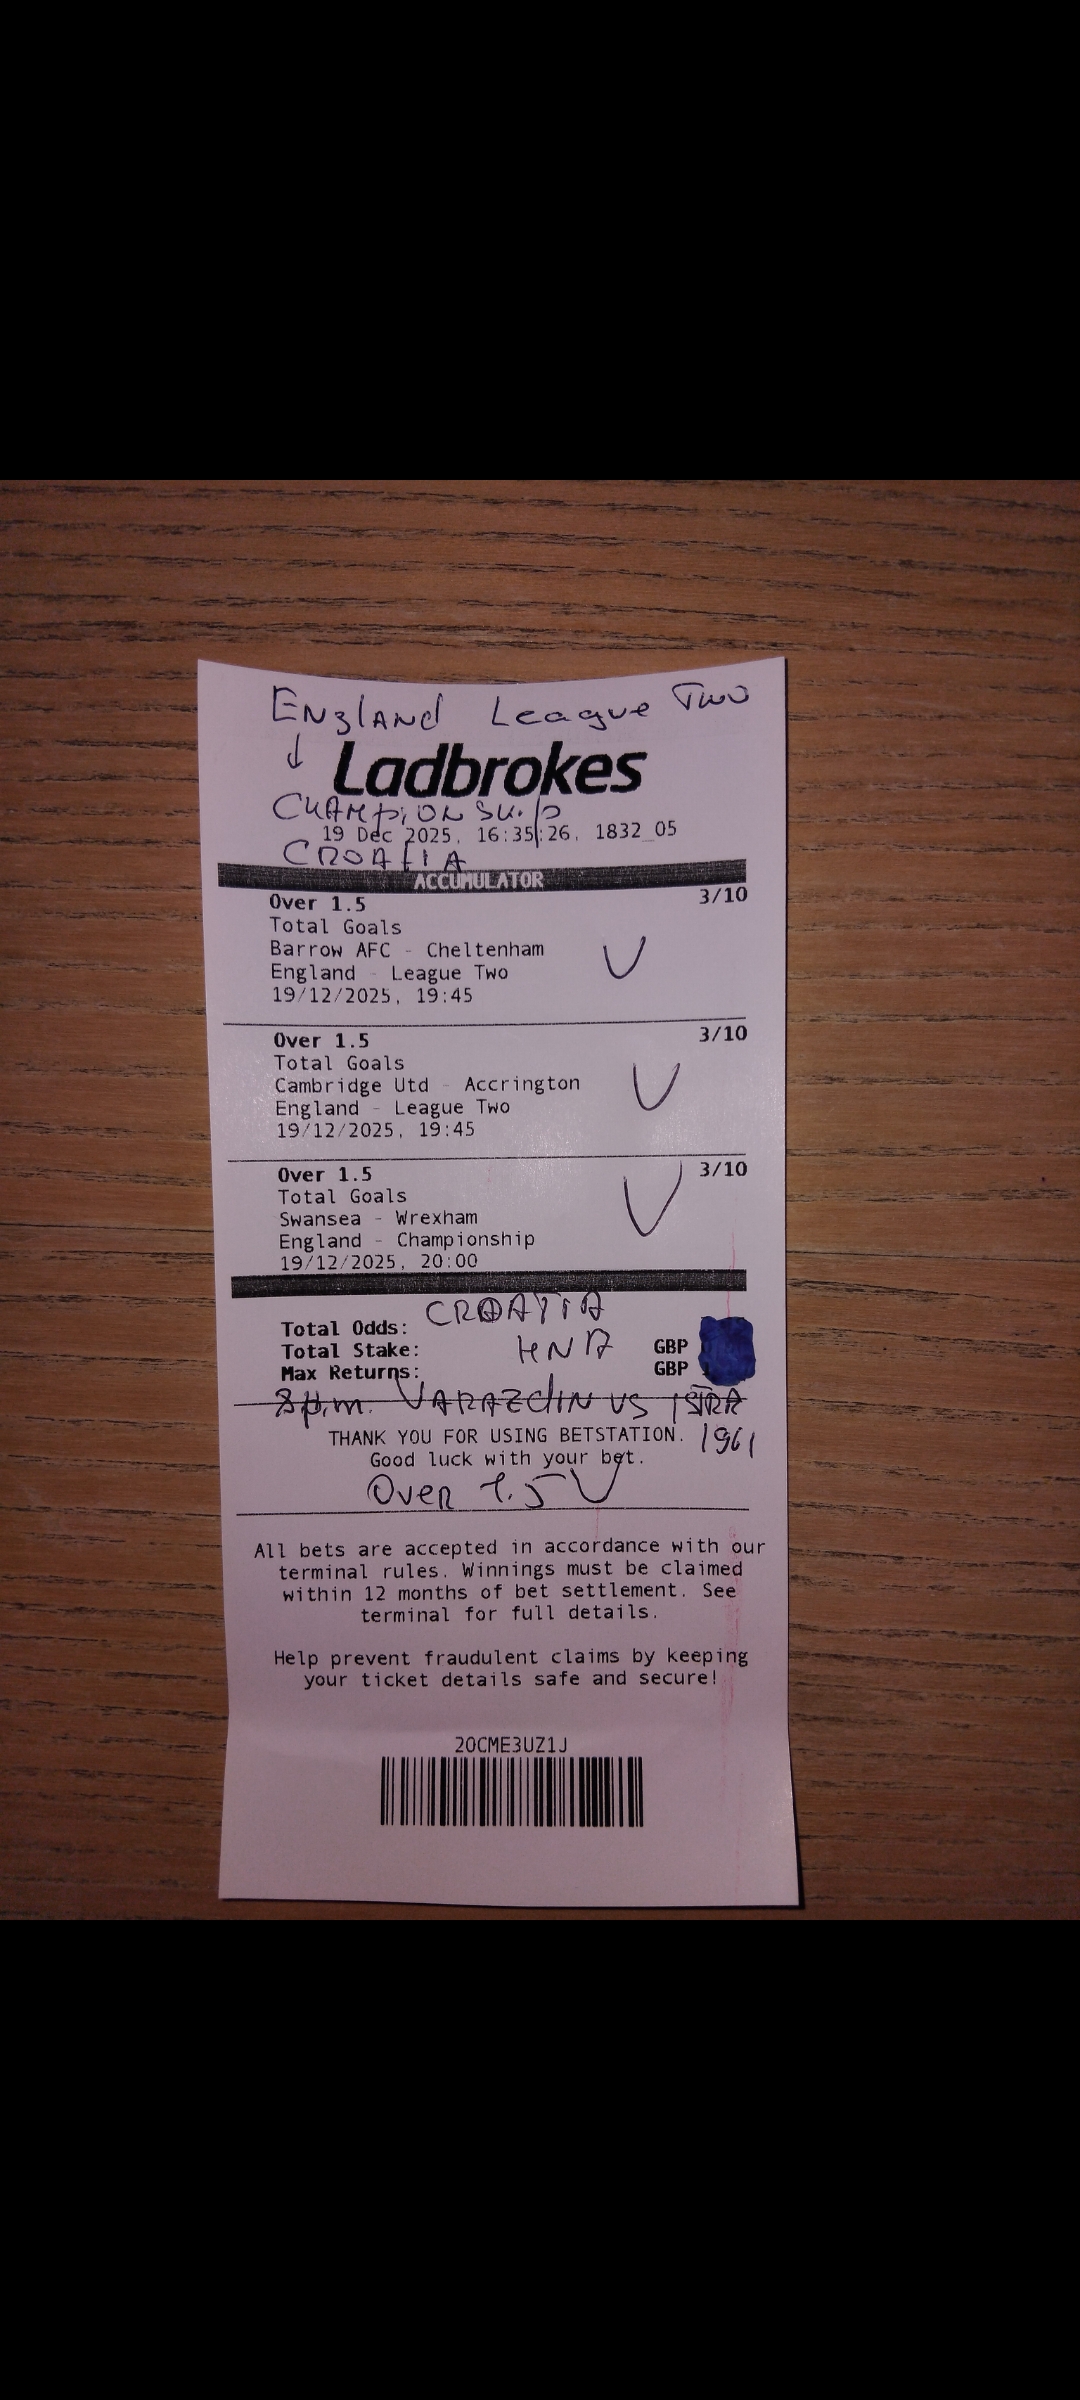 ENglANd League Two
↓ Ladbrokes
CHAMPiON SHip
19 Dec 2025, 16:35:26, 1832_05
CROATIA
ACCUMULATOR
Over 1.5 3/10
Total Goals
Barrow AFC - Cheltenham
England - League Two
19/12/2025, 19:45
Over 1.5 3/10
Total Goals
Cambridge Utd - Accrington
England - League Two
19/12/2025, 19:45
Over 1.5 3/10
Total Goals
Swansea - Wrexham
England - Championship
19/12/2025, 20:00
CROATIA
Total Odds:
Total Stake: HNA GBP
Max Returns: GBP
8p.m. VARAZdIN VS ISTRA
THANK YOU FOR USING BETSTATION. 1961
Good luck with your bet.
Over 1.5
All bets are accepted in accordance with our
terminal rules. Winnings must be claimed
within 12 months of bet settlement. See
terminal for full details.
Help prevent fraudulent claims by keeping
your ticket details safe and secure!
20CME3UZ1J